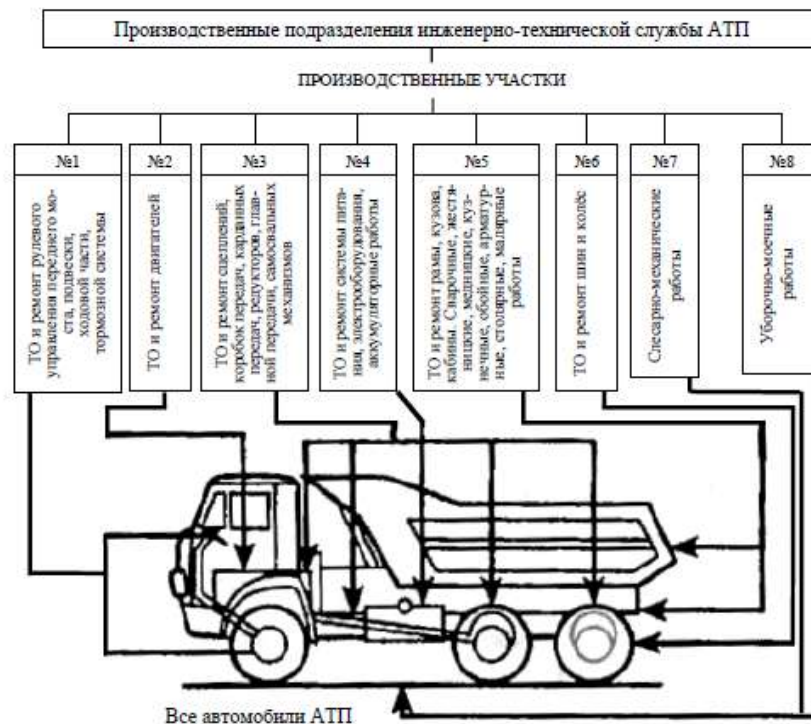 Производственные подразделения инженерно-технической службы АТП
ПРОИЗВОДСТВЕННЫЕ УЧАСТКИ
№1
ТО и ремонт рулевого
управления переднего мо-
ста, подвески,
ходовой части,
тормозной системы
№2
ТО и ремонт двигателей
№3
ТО и ремонт сцеплений,
коробок передач, карданных
передач, редукторов, глав-
ной передачи, самосвальных
механизмов
№4
ТО и ремонт системы пита-
ния, электрооборудования,
аккумуляторные работы
№5
ТО и ремонт рамы, кузова,
кабины. Сварочные, жестя-
ницкие, медницкие, куз-
нечные, обойные, арматур-
ные, столярные, малярные
работы
№6
ТО и ремонт шин и колёс
№7
Слесарно-механические
работы
№8
Уборочно-моечные
работы
Все автомобили АТП